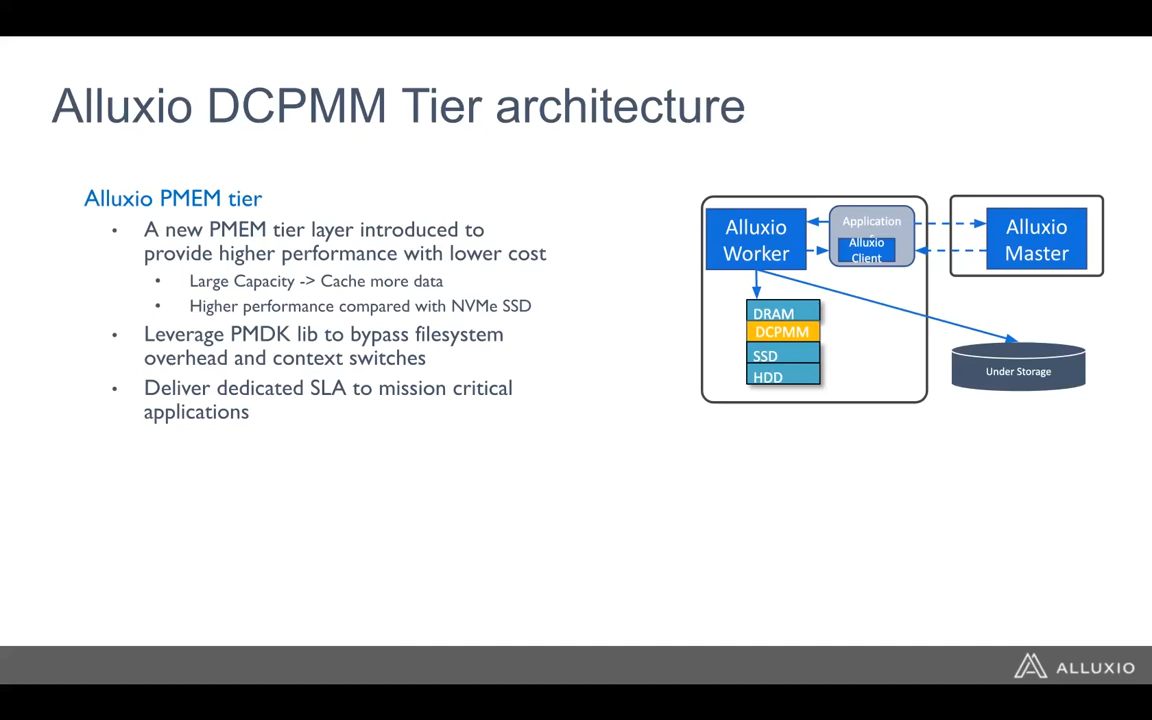 Alluxio DCPMM Tier architecture
Alluxio PMEM tier
• A new PMEM tier layer introduced to
provide higher performance with lower cost
• Large Capacity -> Cache more data
• Higher performance compared with NVMe SSD
• Leverage PMDK lib to bypass filesystem
overhead and context switches
• Deliver dedicated SLA to mission critical
applications
Alluxio
Worker
Application
Alluxio
Client
Alluxio
Master
DRAM
DCPMM
SSD
HDD
Under Storage
ALLUXIO